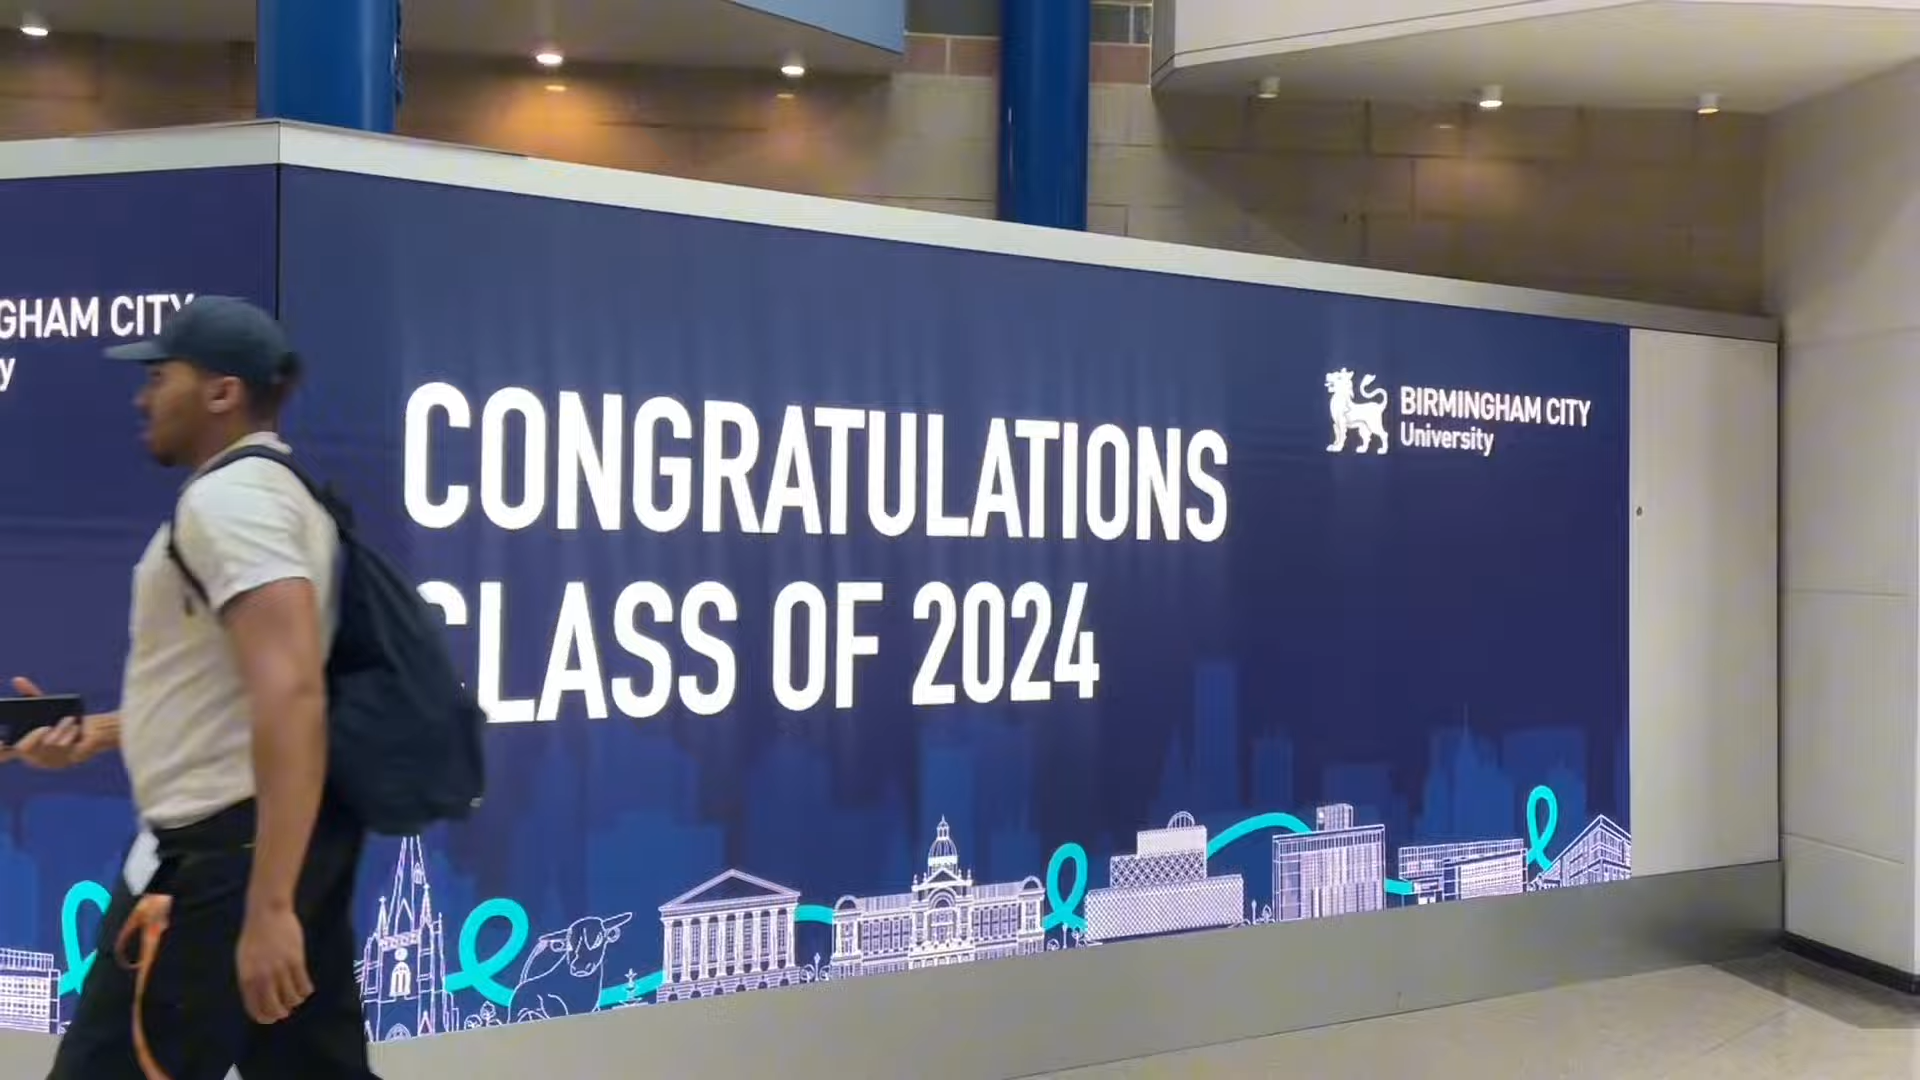 GHAM CITY
y
CONGRATULATIONS
CLASS OF 2024
BIRMINGHAM CITY
University